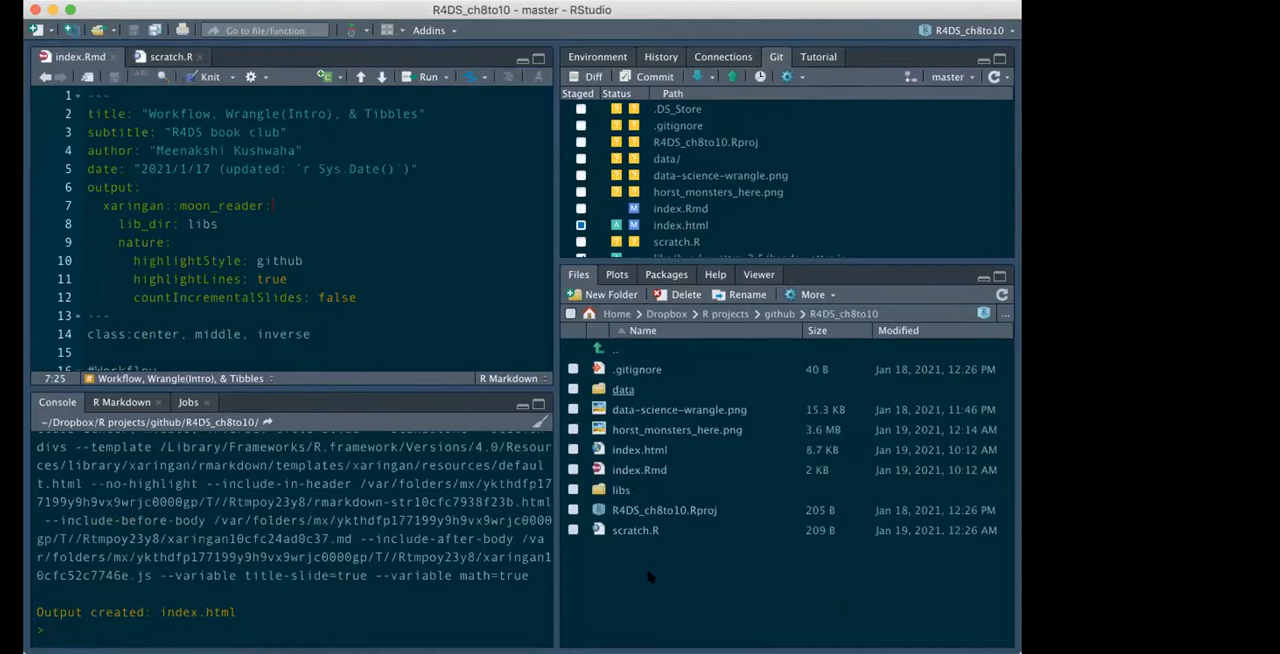 R4DS_ch8to10 - master - RStudio
Go to file/function
Addins
R4DS_ch8to10
index.Rmd
scratch.R
Knit
Run
1 ---
2 title: "Workflow, Wrangle(Intro), & Tibbles"
3 subtitle: "R4DS book club"
4 author: "Meenakshi Kushwaha"
5 date: "2021/1/17 (updated: `r Sys.Date()`)"
6 output:
7 xaringan::moon_reader:
8 lib_dir: libs
9 nature:
10 highlightStyle: github
11 highlightLines: true
12 countIncrementalSlides: false
13 ---
14 class:center, middle, inverse
15
16 #Workflow
7:25 # Workflow, Wrangle(Intro), & Tibbles R Markdown
Console R Markdown Jobs
~/Dropbox/R projects/github/R4DS_ch8to10/
divs --template /Library/Frameworks/R.framework/Versions/4.0/Resour
ces/library/xaringan/rmarkdown/templates/xaringan/resources/defaul
t.html --no-highlight --include-in-header /var/folders/mx/ykthdfp17
7199y9h9vx9wrjc0000gp/T//Rtmpoy23y8/rmarkdown-str10cfc7938f23b.html
--include-before-body /var/folders/mx/ykthdfp177199y9h9vx9wrjc0000
gp/T//Rtmpoy23y8/xaringan10cfc24ad0c37.md --include-after-body /va
r/folders/mx/ykthdfp177199y9h9vx9wrjc0000gp/T//Rtmpoy23y8/xaringan1
0cfc52c7746e.js --variable title-slide=true --variable math=true
Output created: index.html
>
Environment History Connections Git Tutorial
Diff Commit master
Staged Status Path
? ? .DS_Store
? ? .gitignore
? ? R4DS_ch8to10.Rproj
? ? data/
? ? data-science-wrangle.png
? ? horst_monsters_here.png
M index.Rmd
A M index.html
? ? scratch.R
Files Plots Packages Help Viewer
New Folder Delete Rename More
Home Dropbox R projects github R4DS_ch8to10 ...
Name Size Modified
..
.gitignore 40 B Jan 18, 2021, 12:26 PM
data
data-science-wrangle.png 15.3 KB Jan 18, 2021, 11:46 PM
horst_monsters_here.png 3.6 MB Jan 19, 2021, 12:14 AM
index.html 8.7 KB Jan 19, 2021, 10:12 AM
index.Rmd 2 KB Jan 19, 2021, 10:12 AM
libs
R4DS_ch8to10.Rproj 205 B Jan 18, 2021, 12:26 PM
scratch.R 209 B Jan 19, 2021, 12:26 AM